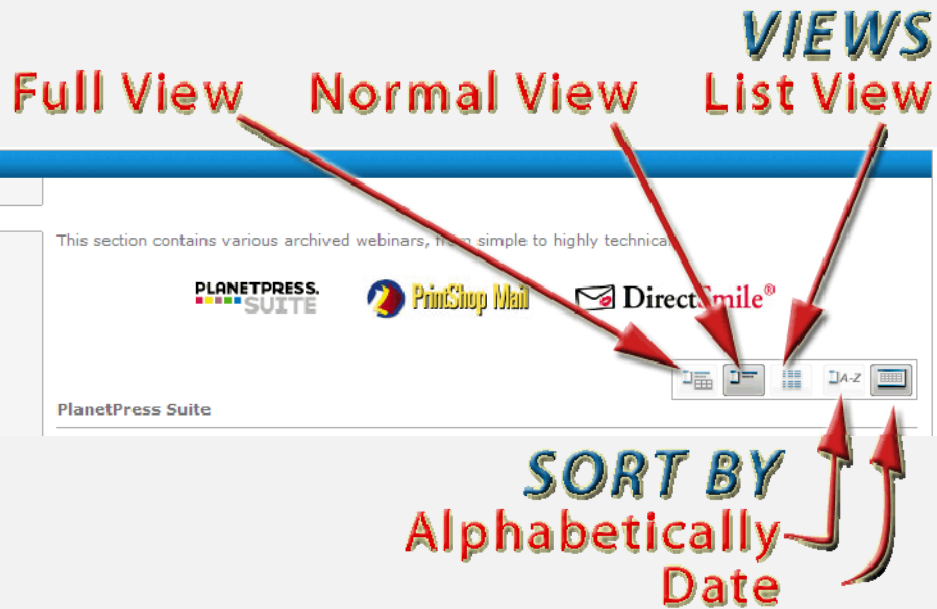 VIEWS
Full View Normal View List View
This section contains various archived webinars, from simple to highly technical
PLANETPRESS. PrintShop Mail DirectSmile®
SUITE
A-Z
PlanetPress Suite
SORT BY
Alphabetically
Date